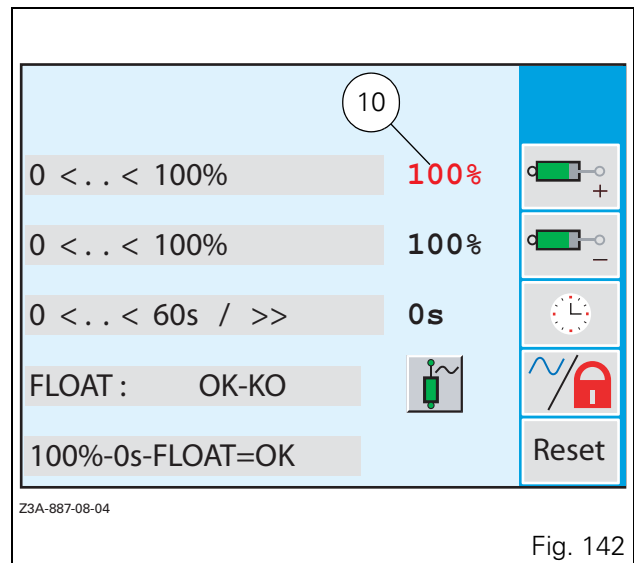 10
0 <. . < 100% 100%
+
0 <. . < 100% 100%
–
0 <. . < 60s / >> 0s
FLOAT : OK-KO
100%-0s-FLOAT=OK Reset
Z3A-887-08-04
Fig. 142